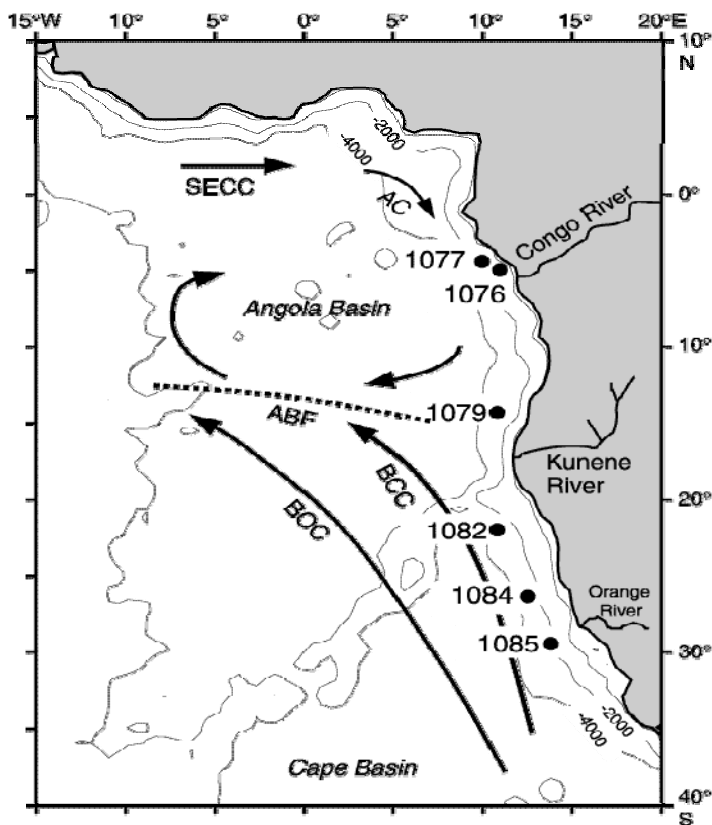 15°W 10° 5° 0° 5° 10° 15° 20°E
10°
N
-2000
-4000
SECC
AC
0°
Congo River
1077
1076
Angola Basin
10°
ABF
1079
BCC
Kunene
River
BOC
20°
1082
1084
Orange
River
1085
30°
-2000
-4000
Cape Basin
40°
S